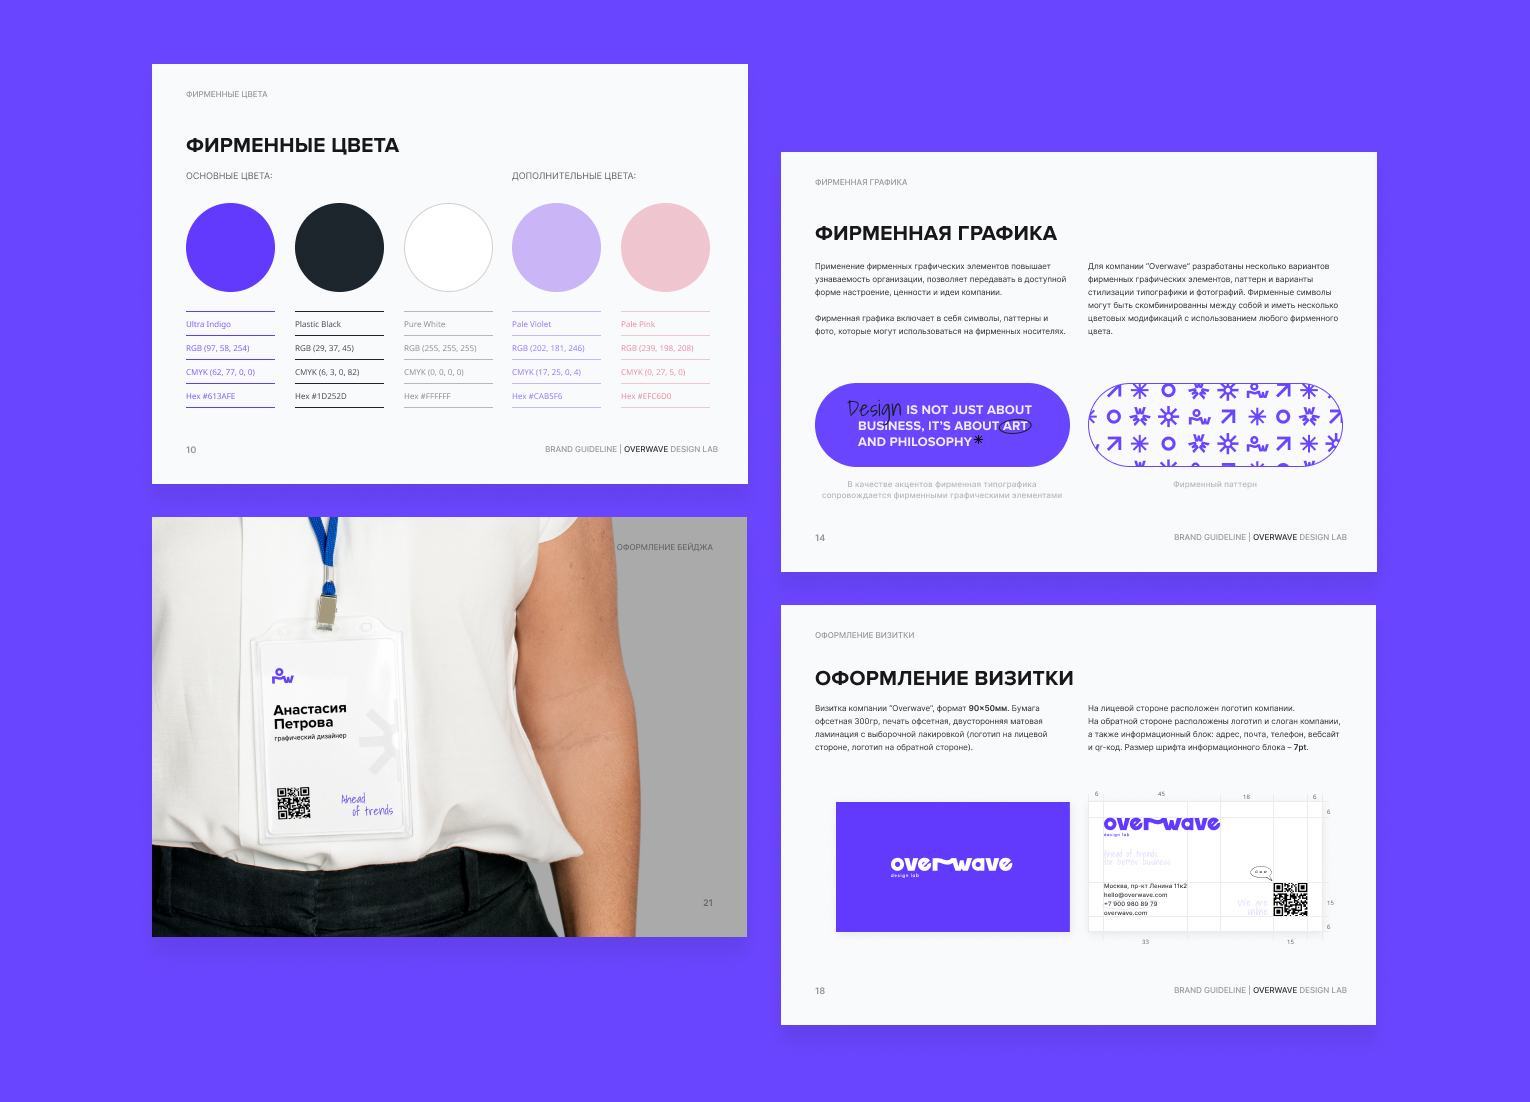 ФИРМЕННЫЕ ЦВЕТА
ФИРМЕННЫЕ ЦВЕТА
ОСНОВНЫЕ ЦВЕТА:
ДОПОЛНИТЕЛЬНЫЕ ЦВЕТА:
Ultra Indigo
RGB (97, 58, 254)
CMYK (62, 77, 0, 0)
Hex #613AFE
Plastic Black
RGB (29, 37, 45)
CMYK (6, 3, 0, 82)
Hex #1D252D
Pure White
RGB (255, 255, 255)
CMYK (0, 0, 0, 0)
Hex #FFFFFF
Pale Violet
RGB (202, 181, 246)
CMYK (17, 25, 0, 4)
Hex #CAB5F6
Pale Pink
RGB (239, 198, 208)
CMYK (0, 27, 5, 0)
Hex #EFC6D0
10
BRAND GUIDELINE | OVERWAVE DESIGN LAB
ФИРМЕННАЯ ГРАФИКА
ФИРМЕННАЯ ГРАФИКА
Применение фирменных графических элементов повышает
узнаваемость организации, позволяет передавать в доступной
форме настроение, ценности и идеи компании.
Фирменная графика включает в себя символы, паттерны и
фото, которые могут использоваться на фирменных носителях.
Для компании "Overwave" разработаны несколько вариантов
фирменных графических элементов, паттерн и варианты
стилизации типографики и фотографий. Фирменные символы
могут быть скомбинированны между собой и иметь несколько
цветовых модификаций с использованием любого фирменного
цвета.
Design IS NOT JUST ABOUT
BUSINESS, IT'S ABOUT ART
AND PHILOSOPHY
В качестве акцентов фирменная типографика
сопровождается фирменными графическими элементами
Фирменный паттерн
14
BRAND GUIDELINE | OVERWAVE DESIGN LAB
ОФОРМЛЕНИЕ БЕЙДЖА
Анастасия
Петрова
графический дизайнер
Ahead
of trends
21
ОФОРМЛЕНИЕ ВИЗИТКИ
ОФОРМЛЕНИЕ ВИЗИТКИ
Визитка компании "Overwave", формат 90×50мм. Бумага
офсетная 300гр, печать офсетная, двусторонняя матовая
ламинация с выборочной лакировкой (логотип на лицевой
стороне, логотип на обратной стороне).
На лицевой стороне расположен логотип компании.
На обратной стороне расположены логотип и слоган компании,
а также информационный блок: адрес, почта, телефон, вебсайт
и qr-код. Размер шрифта информационного блока – 7pt.
overwave
design lab
6
45
18
6
6
overwave
design lab
Ahead of trends
for better business
Москва, пр-кт Ленина 11к2
hello@overwave.com
+7 900 980 89 79
overwave.com
We are
online
15
6
33
15
18
BRAND GUIDELINE | OVERWAVE DESIGN LAB